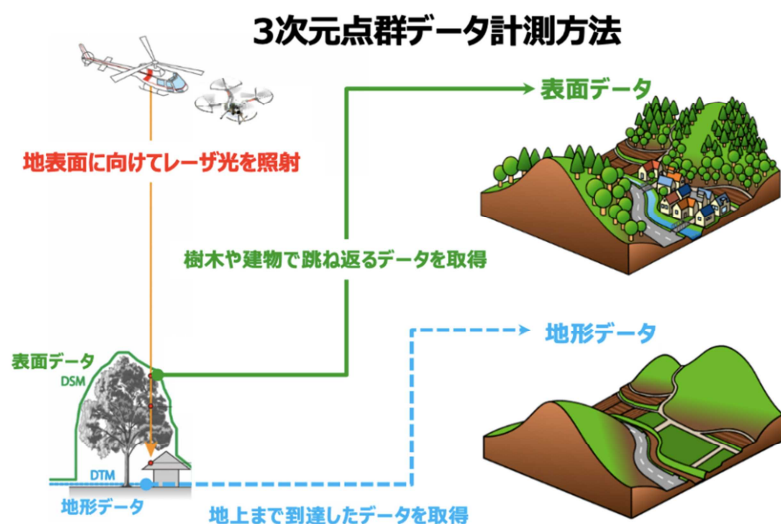 3次元点群データ計測方法
表面データ
地表面に向けてレーザ光を照射
樹木や建物で跳ね返るデータを取得
地形データ
表面データ
DSM
DTM
地形データ
地上まで到達したデータを取得